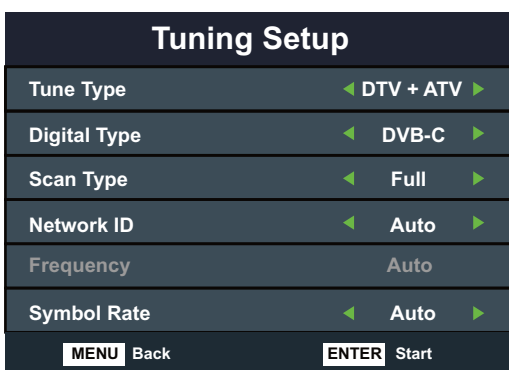 Tuning Setup
Tune Type DTV + ATV
Digital Type DVB-C
Scan Type Full
Network ID Auto
Frequency Auto
Symbol Rate Auto
MENU Back ENTER Start